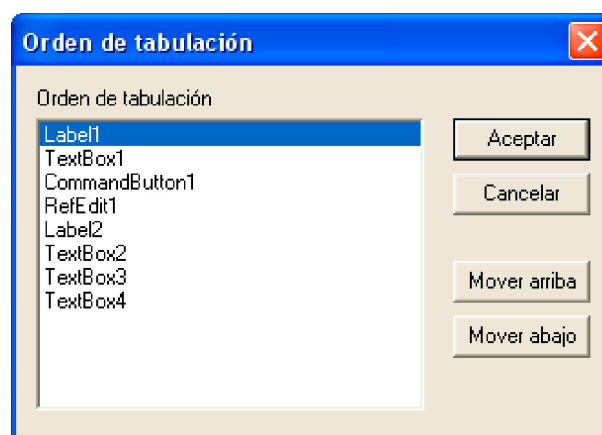 Orden de tabulación
Orden de tabulación
Label1
TextBox1
CommandButton1
RefEdit1
Label2
TextBox2
TextBox3
TextBox4
Aceptar
Cancelar
Mover arriba
Mover abajo